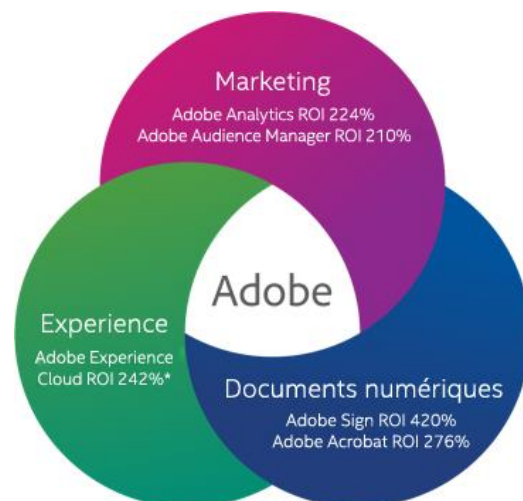 Marketing
Adobe Analytics ROI 224%
Adobe Audience Manager ROI 210%
Adobe
Experience
Adobe Experience
Cloud ROI 242%*
Documents numériques
Adobe Sign ROI 420%
Adobe Acrobat ROI 276%